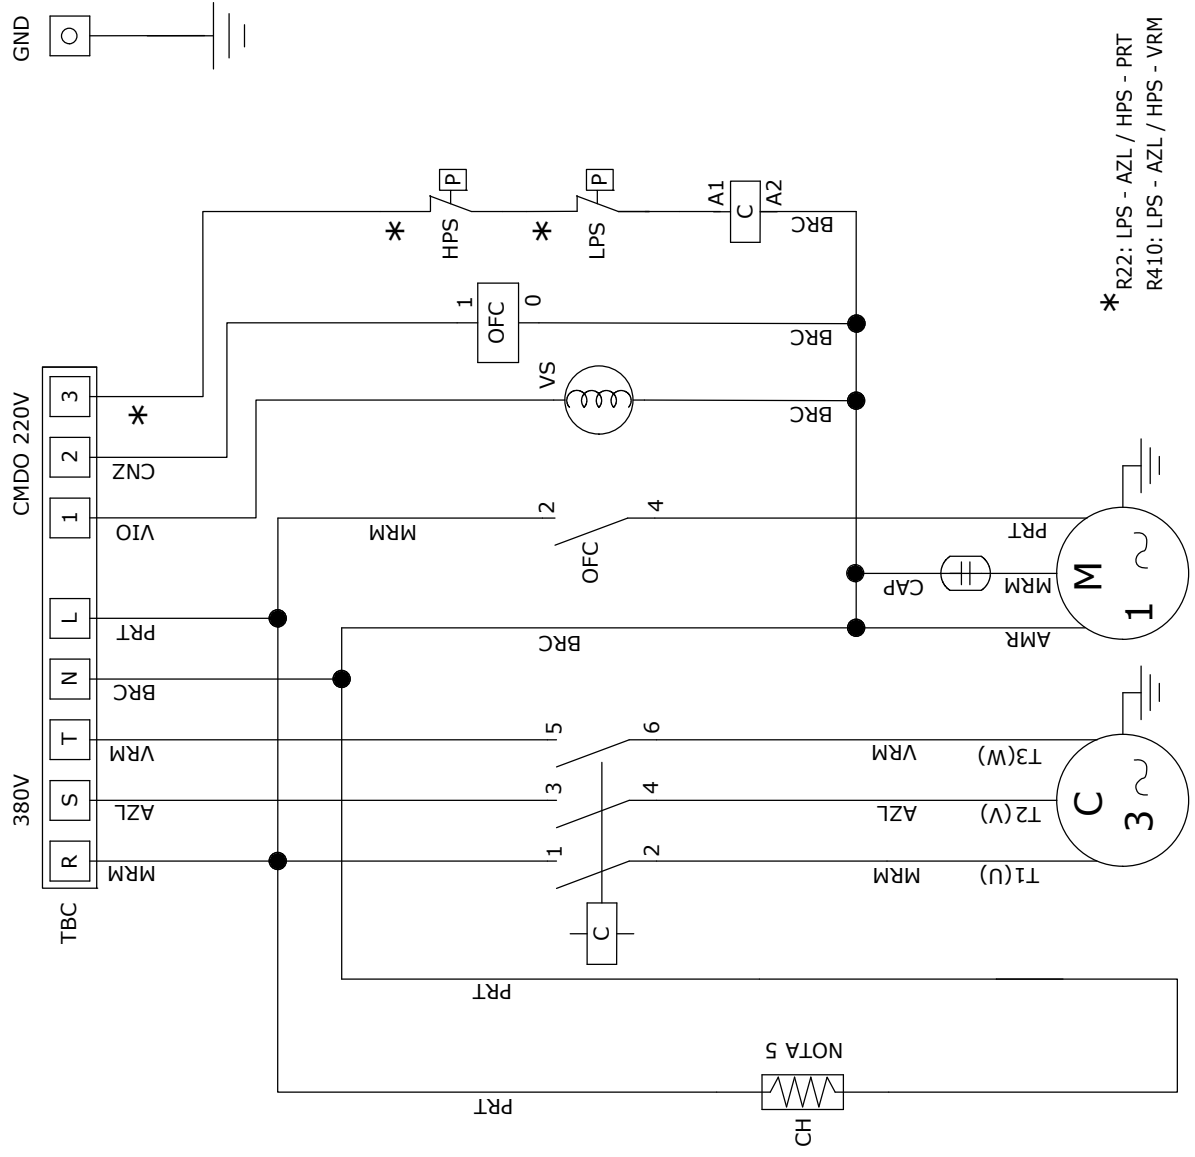 GND
CMDO 220V
380V
TBC
3
2
1
L
N
T
S
R
*
CNZ
VIO
PRT
BRC
VRM
AZL
MRM
*
HPS
P
*
LPS
P
A1
C
A2
BRC
1
OFC
0
BRC
VS
BRC
MRM
2
OFC
4
PRT
CAP
MRM
BRC
AMR
M
1
5
6
VRM
T3(W)
3
4
AZL
T2(V)
1
2
MRM
T1(U)
C
C
3
PRT
PRT
NOTA 5
CH
* R22: LPS - AZL / HPS - PRT
R410: LPS - AZL / HPS - VRM